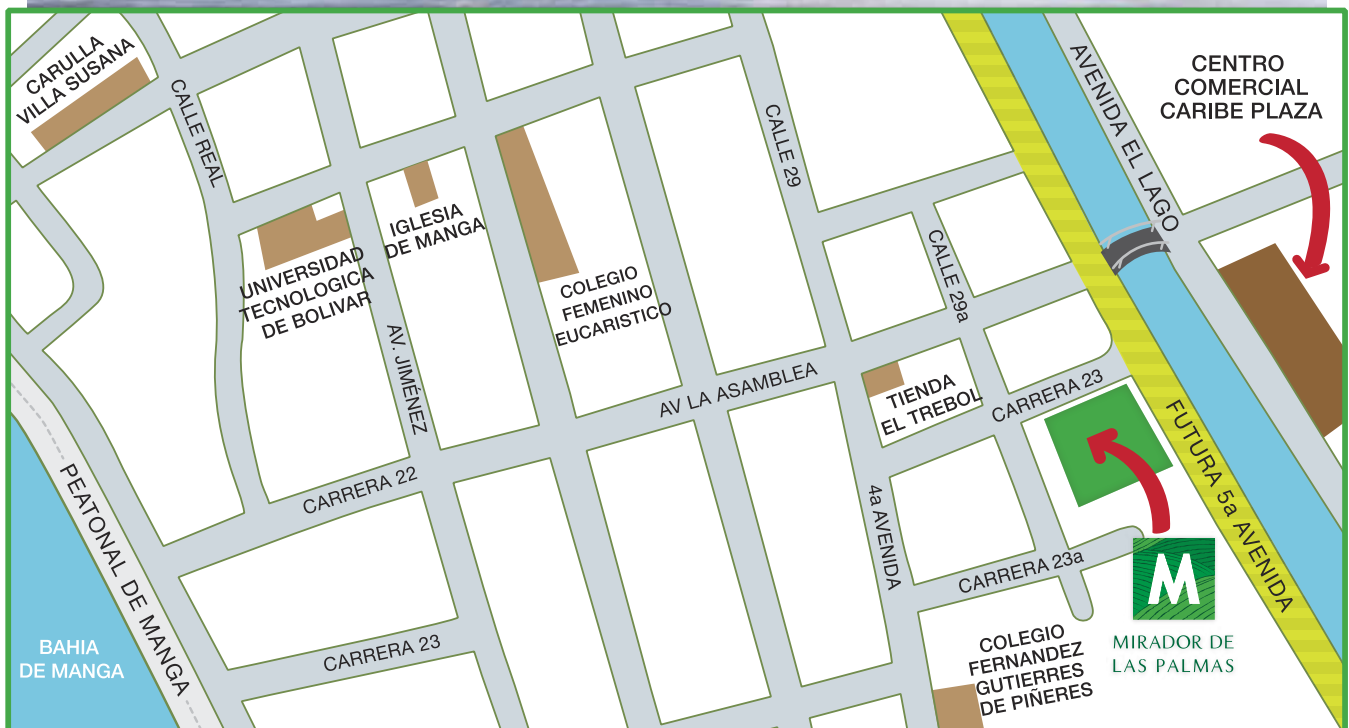 CARULLA
VILLA SUSANA
CALLE REAL
UNIVERSIDAD
TECNOLOGICA
DE BOLIVAR
IGLESIA
DE MANGA
AV. JIMÉNEZ
COLEGIO
FEMENINO
EUCARISTICO
CALLE 29
CALLE 29a
AVENIDA EL LAGO
CENTRO
COMERCIAL
CARIBE PLAZA
AV LA ASAMBLEA
TIENDA
EL TREBOL
CARRERA 23
FUTURA 5a AVENIDA
CARRERA 22
4a AVENIDA
CARRERA 23a
PEATONAL DE MANGA
BAHIA
DE MANGA
CARRERA 23
COLEGIO
FERNANDEZ
GUTIERRES
DE PIÑERES
M
MIRADOR DE
LAS PALMAS